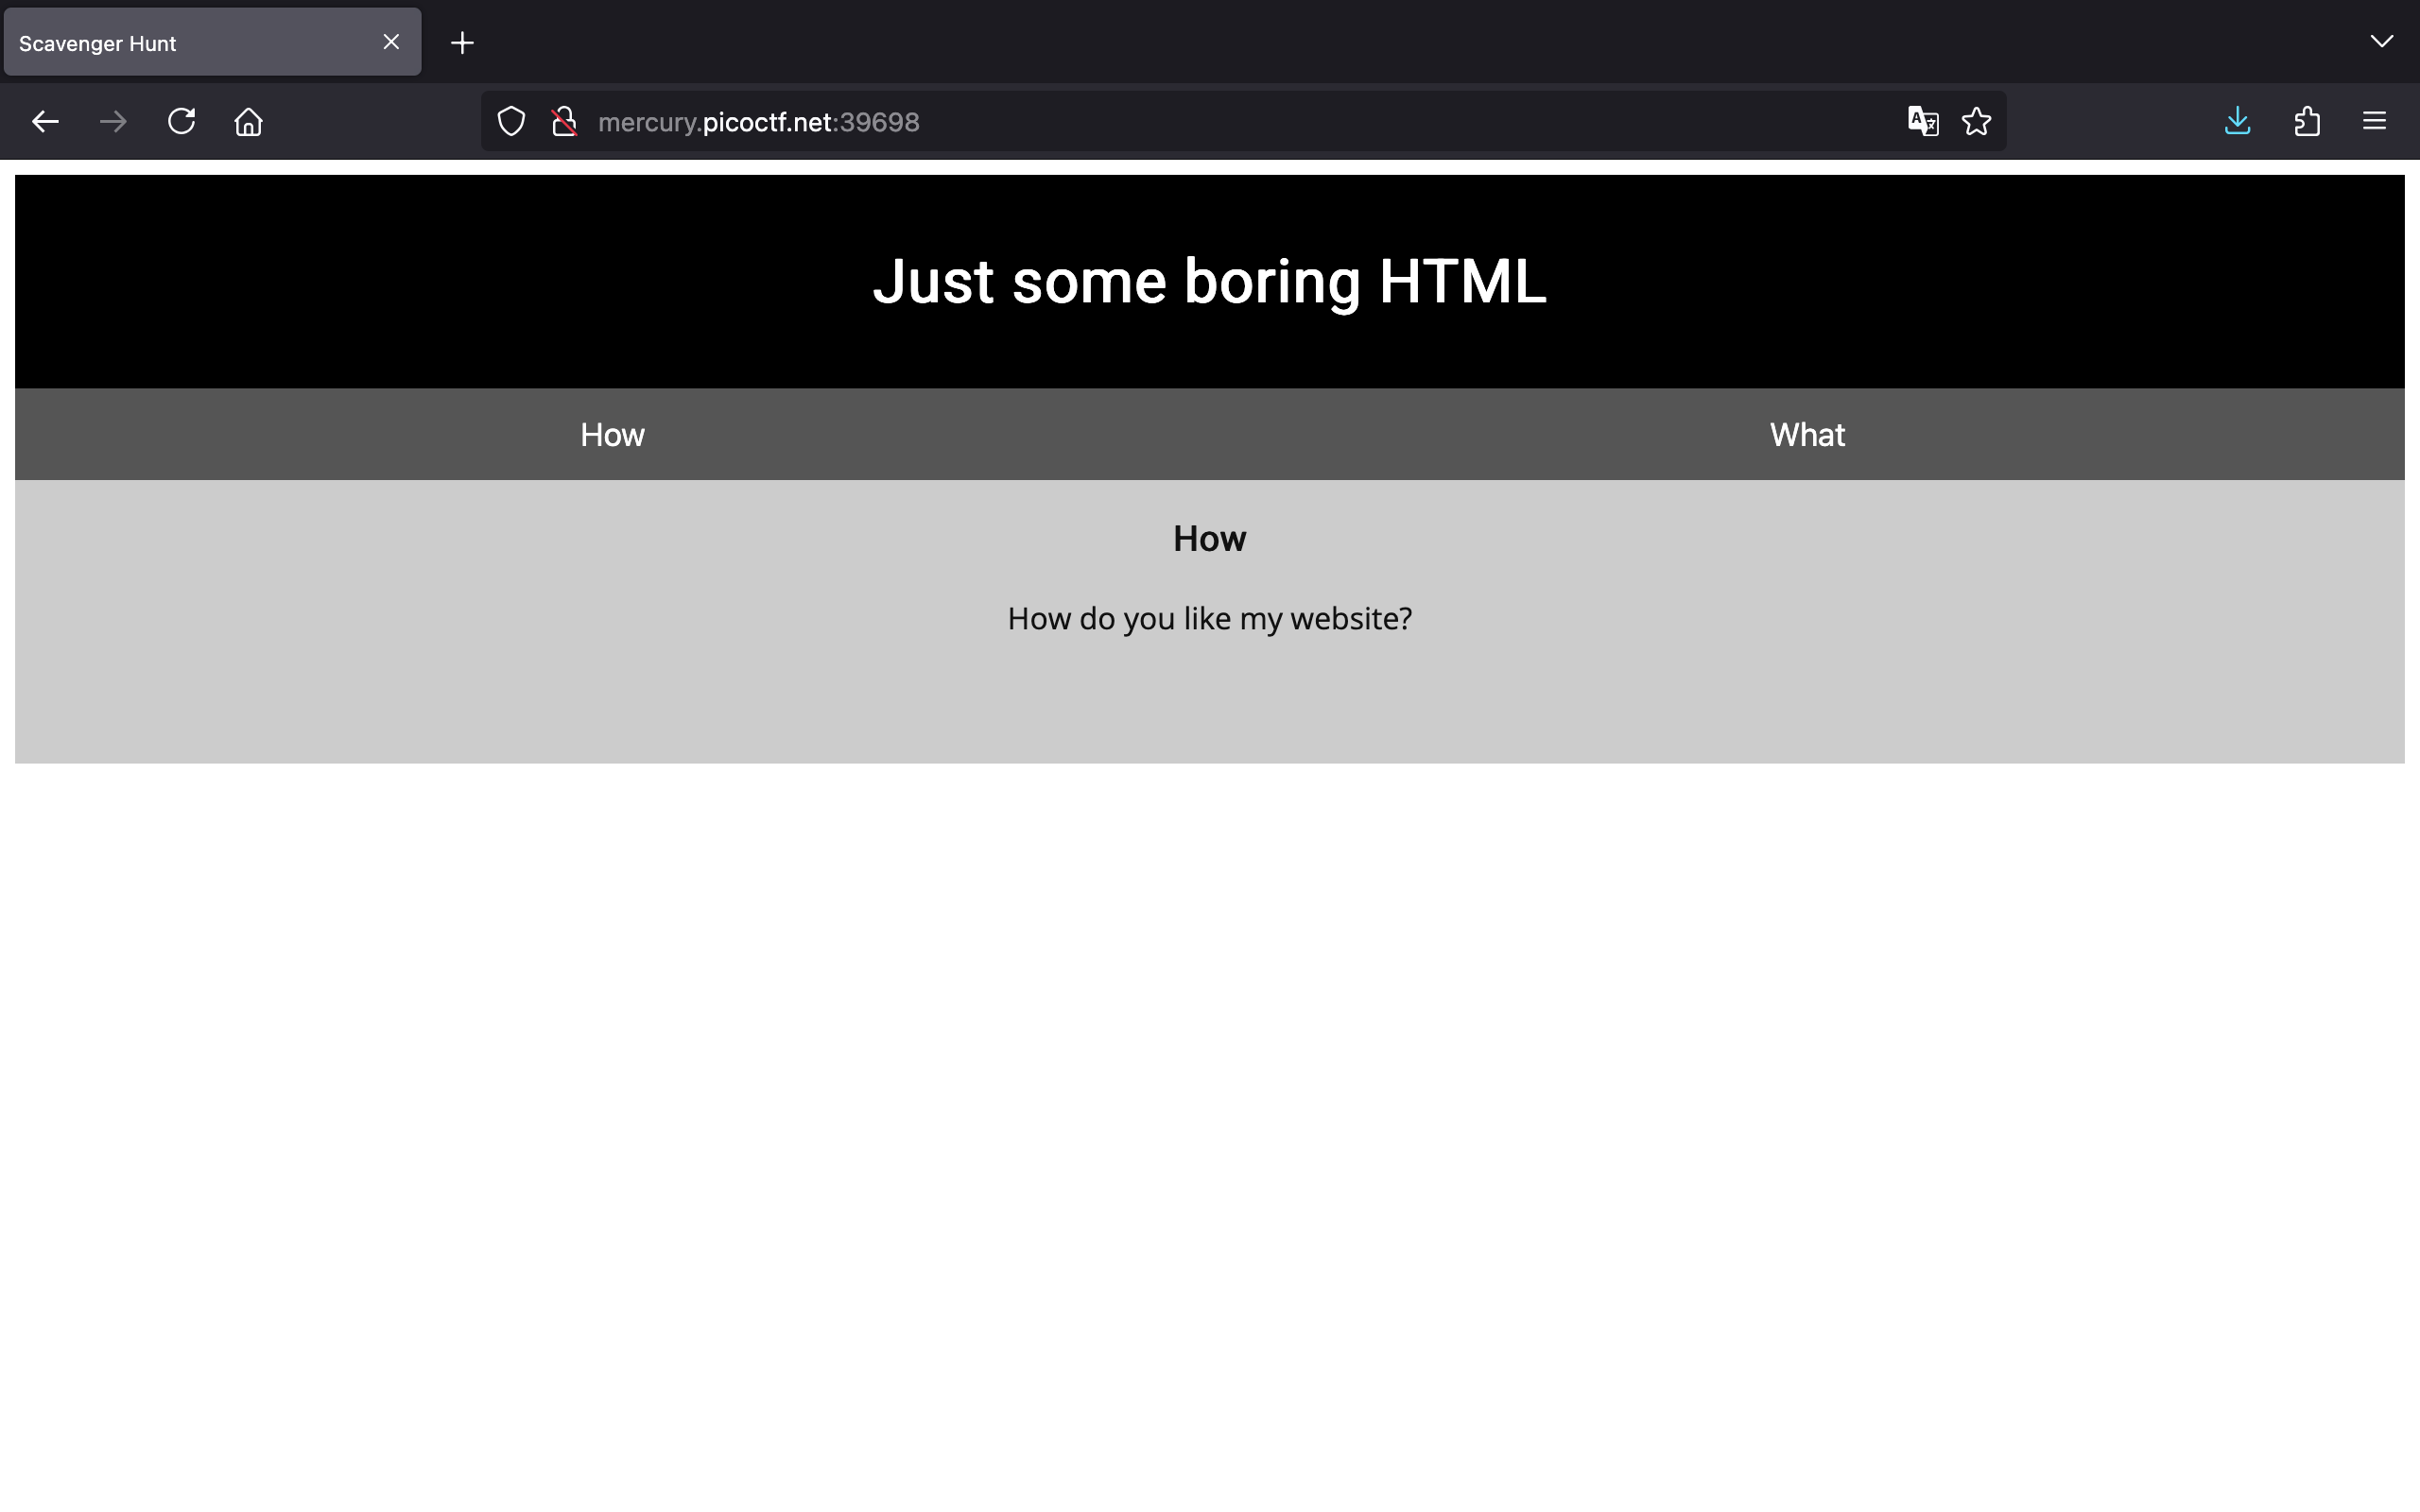 Scavenger Hunt
mercury.picoctf.net:39698
Just some boring HTML
How What
How
How do you like my website?